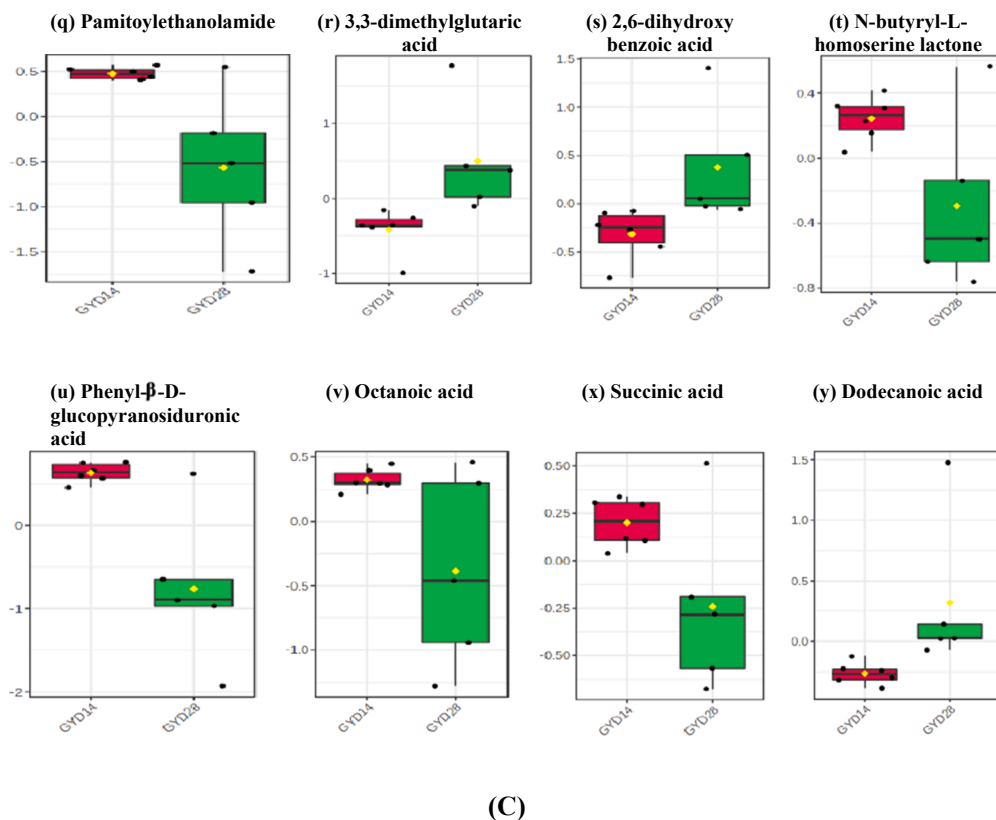 (q) Pamitoylethanolamide
(r) 3,3-dimethylglutaric
acid
(s) 2,6-dihydroxy
benzoic acid
(t) N-butyryl-L-
homoserine lactone
0.5
0.0
-0.5
-1.0
-1.5
GYD14
GYD28
1
0
-1
GYD14
GYD28
1.5
1.0
0.5
0.0
-0.5
GYD14
GYD28
0.4
0.0
-0.4
-0.8
GYD14
GYD28
(u) Phenyl-β-D-
glucopyranosiduronic
acid
(v) Octanoic acid
(x) Succinic acid
(y) Dodecanoic acid
0
-1
-2
GYD14
GYD28
0.5
0.0
-0.5
-1.0
GYD14
GYD28
0.50
0.25
0.00
-0.25
-0.50
GYD14
GYD28
1.5
1.0
0.5
0.0
GYD14
GYD28
(C)